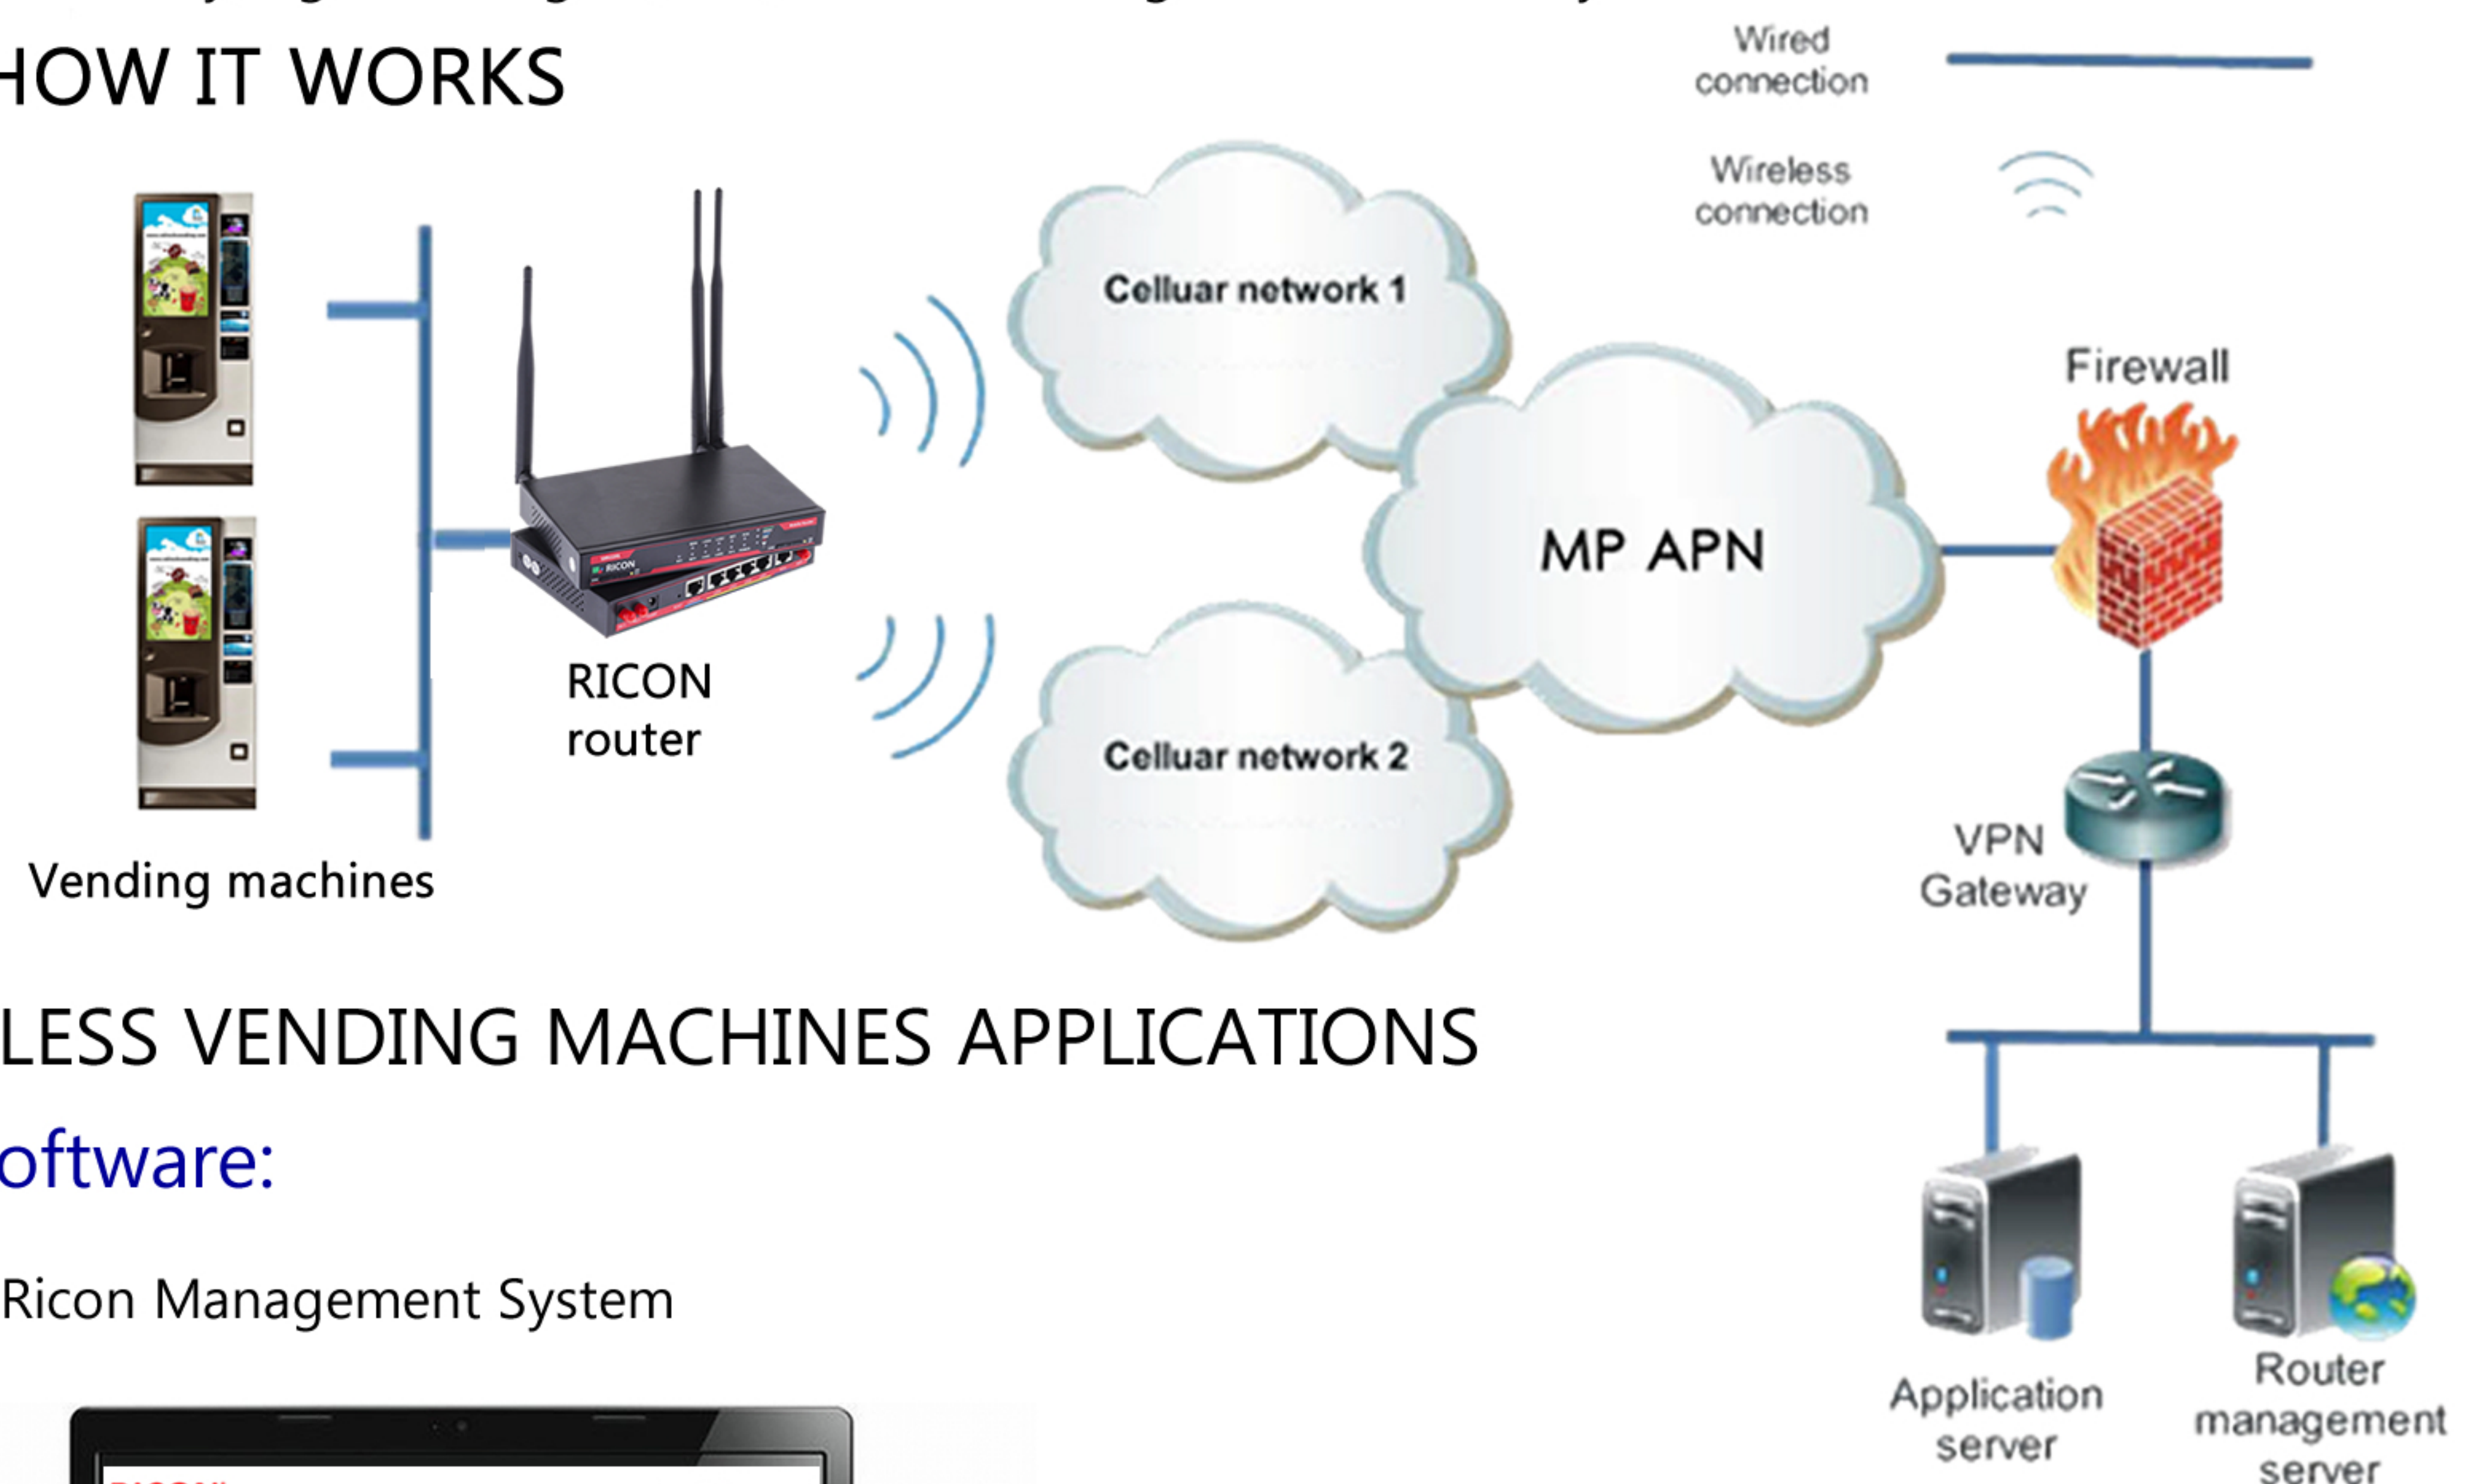 HOW IT WORKS
Wired
connection
Wireless
connection
Celluar network 1
Firewall
MP APN
RICON
RICON
router
Celluar network 2
VPN
Gateway
Vending machines
LESS VENDING MACHINES APPLICATIONS
oftware:
Ricon Management System
Application
server
Router
management
server